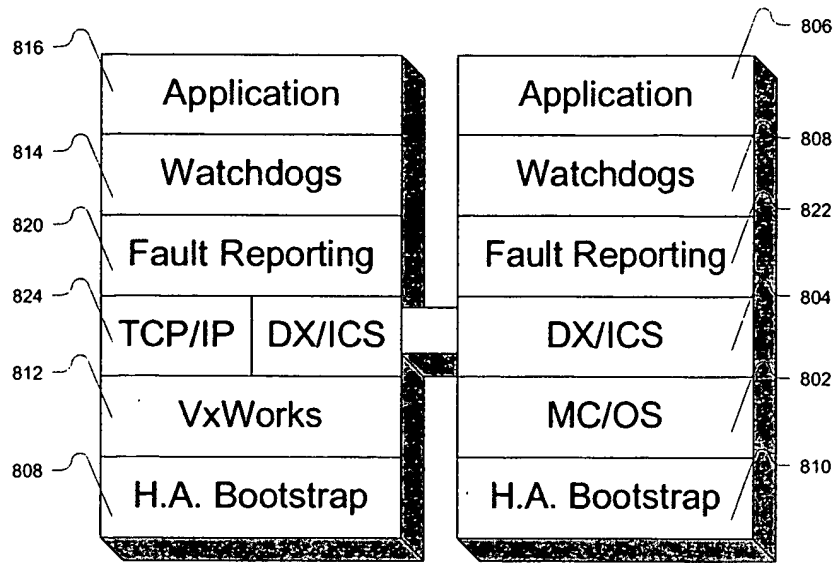 816
Application
814
Watchdogs
820
Fault Reporting
824
TCP/IP
DX/ICS
812
VxWorks
808
H.A. Bootstrap
806
Application
808
Watchdogs
822
Fault Reporting
804
DX/ICS
802
MC/OS
810
H.A. Bootstrap